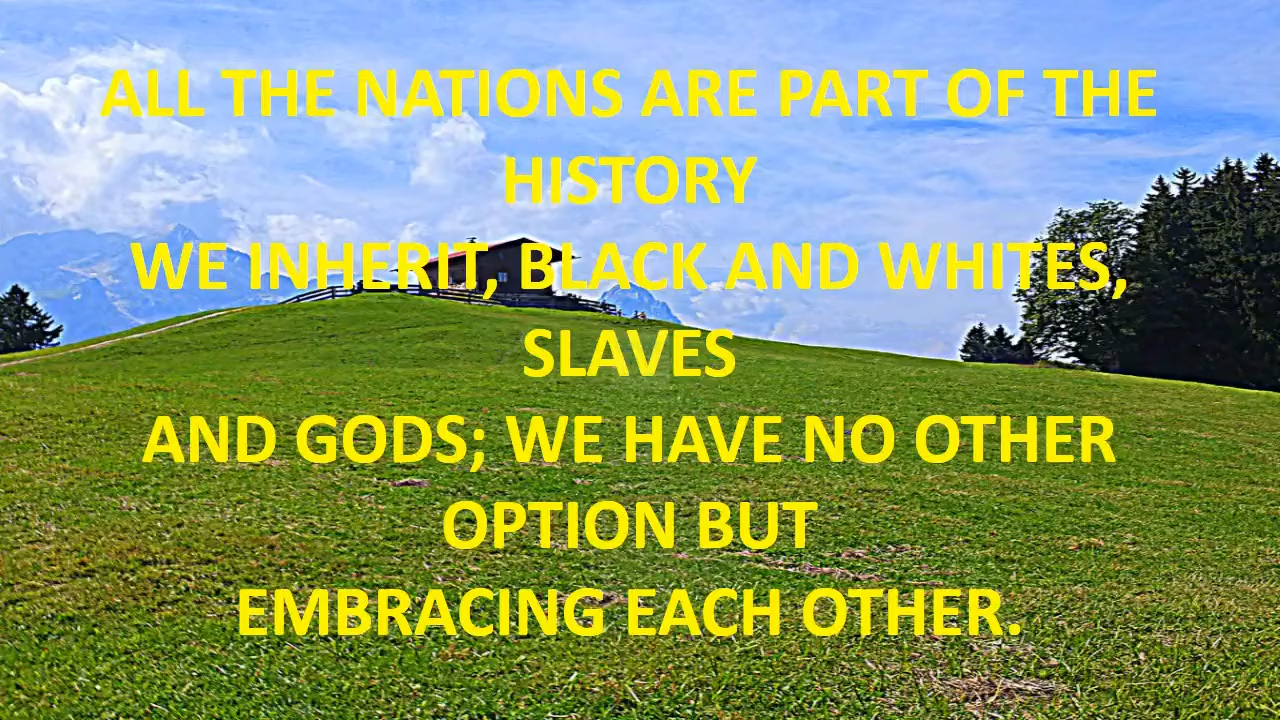 ALL THE NATIONS ARE PART OF THE
HISTORY
WE INHERIT, BLACK AND WHITES,
SLAVES
AND GODS; WE HAVE NO OTHER
OPTION BUT
EMBRACING EACH OTHER.